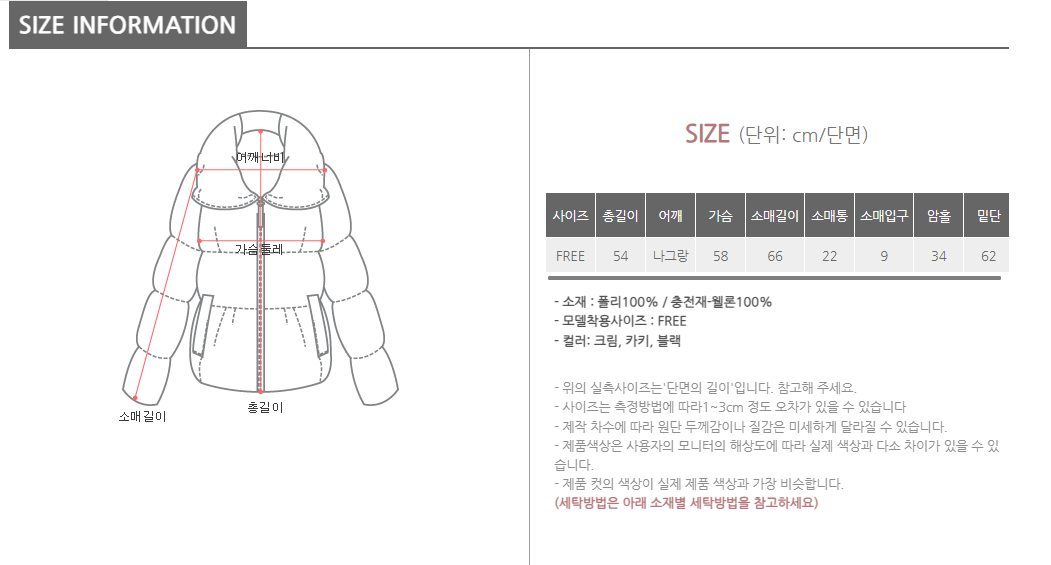 SIZE INFORMATION
어깨너비
가슴둘레
소매길이
총길이
SIZE (단위: cm/단면)
사이즈 총길이 어깨 가슴 소매길이 소매통 소매입구 암홀 밑단
FREE 54 나그랑 58 66 22 9 34 62
- 소재 : 폴리100% / 충전재-웰론100%
- 모델착용사이즈 : FREE
- 컬러: 크림, 카키, 블랙
- 위의 실측사이즈는'단면의 길이'입니다. 참고해 주세요.
- 사이즈는 측정방법에 따라1~3cm 정도 오차가 있을 수 있습니다
- 제작 차수에 따라 원단 두께감이나 질감은 미세하게 달라질 수 있습니다.
- 제품색상은 사용자의 모니터의 해상도에 따라 실제 색상과 다소 차이가 있을 수 있
습니다.
- 제품 컷의 색상이 실제 제품 색상과 가장 비슷합니다.
(세탁방법은 아래 소재별 세탁방법을 참고하세요)